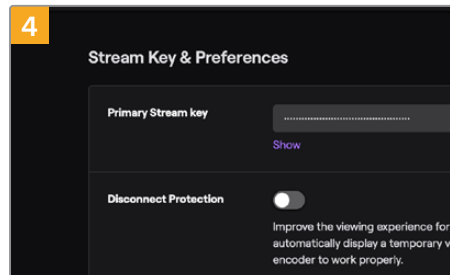 4
Stream Key & Preferences
Primary Stream key
Show
Disconnect Protection
Improve the viewing experience for
automatically display a temporary v
encoder to work properly.